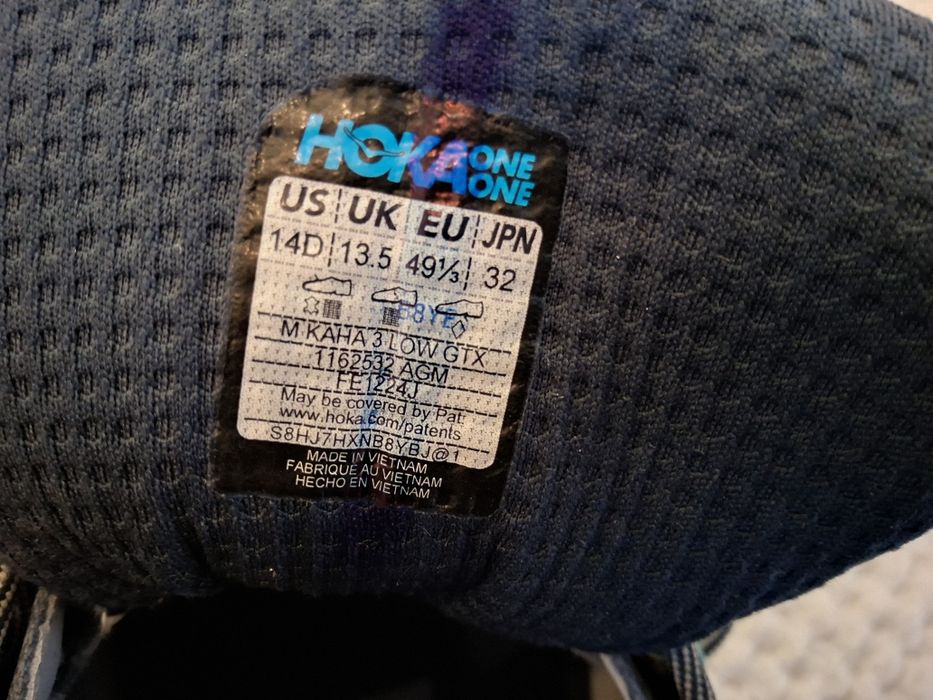 HOKA ONE ONE
US UK EU JPN
14D 13.5 49⅓ 32
M KAHA 3 LOW GTX
1162532 AGM
FE1224J
May be covered by Pat.
www.hoka.com/patents
S8HJ7HXNB8YBJ@1
MADE IN VIETNAM
FABRIQUÉ AU VIETNAM
HECHO EN VIETNAM